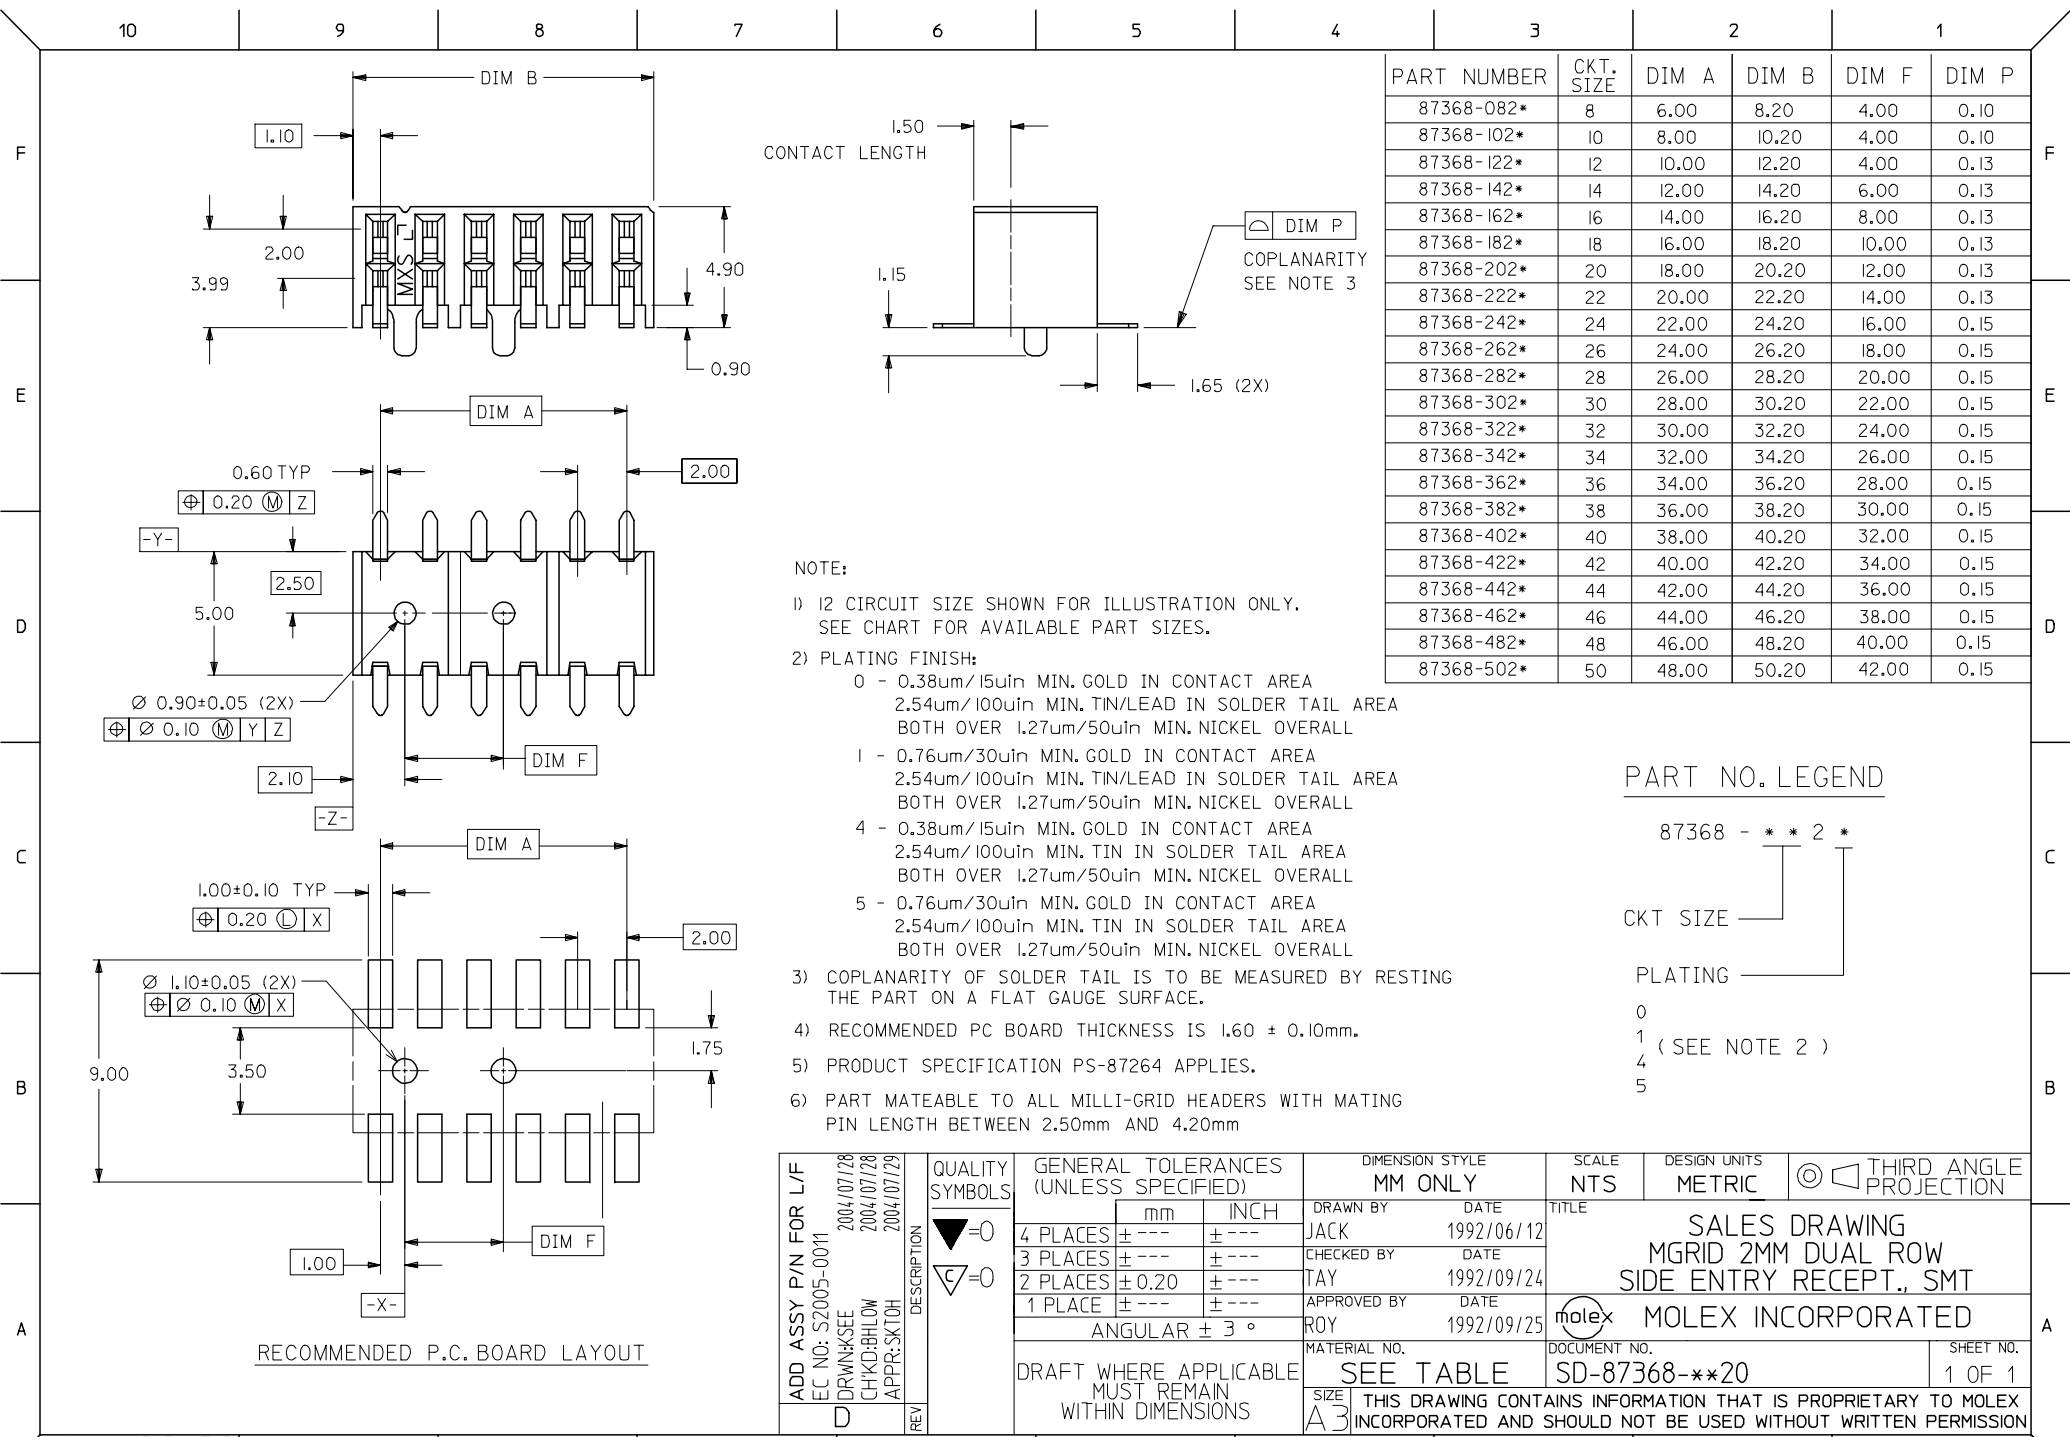 10 9 8 7 6 5 4 3 2 1
F
E
D
C
B
A
F
E
D
C
B
A
DIM B
1.10
2.00
3.99
MXS
4.90
0.90
1.50
CONTACT LENGTH
1.15
DIM P
COPLANARITY
SEE NOTE 3
1.65 (2X)
DIM A
0.60 TYP
⌖ 0.20 Ⓜ Z
2.00
-Y-
2.50
5.00
Ø 0.90±0.05 (2X)
⌖ Ø 0.10 Ⓜ Y Z
DIM F
2.10
-Z-
DIM A
1.00±0.10 TYP
⌖ 0.20 Ⓛ X
2.00
Ø 1.10±0.05 (2X)
⌖ Ø 0.10 Ⓜ X
9.00
3.50
1.75
DIM F
1.00
-X-
RECOMMENDED P.C. BOARD LAYOUT
PART NUMBER CKT. SIZE DIM A DIM B DIM F DIM P
87368-082* 8 6.00 8.20 4.00 0.10
87368-102* 10 8.00 10.20 4.00 0.10
87368-122* 12 10.00 12.20 4.00 0.13
87368-142* 14 12.00 14.20 6.00 0.13
87368-162* 16 14.00 16.20 8.00 0.13
87368-182* 18 16.00 18.20 10.00 0.13
87368-202* 20 18.00 20.20 12.00 0.13
87368-222* 22 20.00 22.20 14.00 0.13
87368-242* 24 22.00 24.20 16.00 0.15
87368-262* 26 24.00 26.20 18.00 0.15
87368-282* 28 26.00 28.20 20.00 0.15
87368-302* 30 28.00 30.20 22.00 0.15
87368-322* 32 30.00 32.20 24.00 0.15
87368-342* 34 32.00 34.20 26.00 0.15
87368-362* 36 34.00 36.20 28.00 0.15
87368-382* 38 36.00 38.20 30.00 0.15
87368-402* 40 38.00 40.20 32.00 0.15
87368-422* 42 40.00 42.20 34.00 0.15
87368-442* 44 42.00 44.20 36.00 0.15
87368-462* 46 44.00 46.20 38.00 0.15
87368-482* 48 46.00 48.20 40.00 0.15
87368-502* 50 48.00 50.20 42.00 0.15
NOTE:
1) 12 CIRCUIT SIZE SHOWN FOR ILLUSTRATION ONLY.
SEE CHART FOR AVAILABLE PART SIZES.
2) PLATING FINISH:
0 - 0.38um/15uin MIN. GOLD IN CONTACT AREA
2.54um/100uin MIN. TIN/LEAD IN SOLDER TAIL AREA
BOTH OVER 1.27um/50uin MIN. NICKEL OVERALL
1 - 0.76um/30uin MIN. GOLD IN CONTACT AREA
2.54um/100uin MIN. TIN/LEAD IN SOLDER TAIL AREA
BOTH OVER 1.27um/50uin MIN. NICKEL OVERALL
4 - 0.38um/15uin MIN. GOLD IN CONTACT AREA
2.54um/100uin MIN. TIN IN SOLDER TAIL AREA
BOTH OVER 1.27um/50uin MIN. NICKEL OVERALL
5 - 0.76um/30uin MIN. GOLD IN CONTACT AREA
2.54um/100uin MIN. TIN IN SOLDER TAIL AREA
BOTH OVER 1.27um/50uin MIN. NICKEL OVERALL
3) COPLANARITY OF SOLDER TAIL IS TO BE MEASURED BY RESTING
THE PART ON A FLAT GAUGE SURFACE.
4) RECOMMENDED PC BOARD THICKNESS IS 1.60 ± 0.10mm.
5) PRODUCT SPECIFICATION PS-87264 APPLIES.
6) PART MATEABLE TO ALL MILLI-GRID HEADERS WITH MATING
PIN LENGTH BETWEEN 2.50mm AND 4.20mm
PART NO. LEGEND
87368 - * * 2 *
CKT SIZE
PLATING
0
1
4
5
( SEE NOTE 2 )
ADD ASSY P/N FOR L/F
EC NO: S2005-0011
DRWN:KSEE 2004/07/28
CH'KD:BHLOW 2004/07/28
APPR:SKTOH 2004/07/29
DESCRIPTION
D
REV
QUALITY
SYMBOLS
=0
C =0
GENERAL TOLERANCES
(UNLESS SPECIFIED)
mm INCH
4 PLACES ± --- ± ---
3 PLACES ± --- ± ---
2 PLACES ± 0.20 ± ---
1 PLACE ± --- ± ---
ANGULAR ± 3 °
DRAFT WHERE APPLICABLE
MUST REMAIN
WITHIN DIMENSIONS
DIMENSION STYLE
MM ONLY
SCALE
NTS
DESIGN UNITS
METRIC
THIRD ANGLE
PROJECTION
DRAWN BY DATE
JACK 1992/06/12
CHECKED BY DATE
TAY 1992/09/24
APPROVED BY DATE
ROY 1992/09/25
TITLE
SALES DRAWING
MGRID 2MM DUAL ROW
SIDE ENTRY RECEPT., SMT
molex MOLEX INCORPORATED
MATERIAL NO.
SEE TABLE
DOCUMENT NO.
SD-87368-**20
SHEET NO.
1 OF 1
SIZE
A3
THIS DRAWING CONTAINS INFORMATION THAT IS PROPRIETARY TO MOLEX
INCORPORATED AND SHOULD NOT BE USED WITHOUT WRITTEN PERMISSION